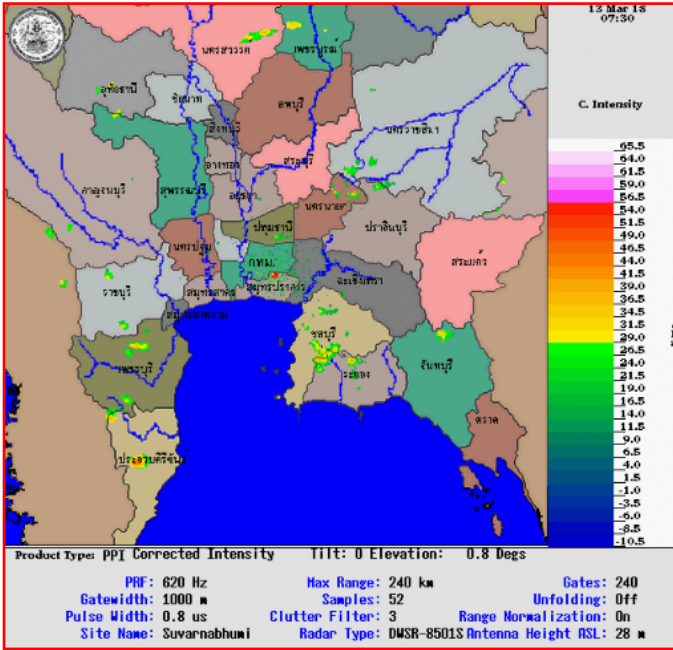 13 Mar 18
07:30
C. Intensity
65.5
64.0
61.5
59.0
56.5
54.0
51.5
49.0
46.5
44.0
41.5
39.0
36.5
34.0
31.5
29.0
26.5
24.0
21.5
19.0
16.5
14.0
11.5
9.0
6.5
4.0
1.5
-1.0
-3.5
-6.0
-8.5
-10.5
นครสวรรค์
เพชรบูรณ์
อุทัยธานี
ชัยนาท
ลพบุรี
สิงหบุรี
นครราชสีมา
อ่างทอง
สระบุรี
กาญจนบุรี
สุพรรณบุรี
อยุธยา
นครนายก
ปราจีนบุรี
ปทุมธานี
นครปฐม
กทม.
สระแก้ว
ราชบุรี
สมุทรสาคร
สมุทรปราการ
ฉะเชิงเทรา
สมุทรสงคราม
ชลบุรี
เพชรบุรี
ระยอง
จันทบุรี
ตราด
ประจวบคีรีขันธ์
Product Type: PPI Corrected Intensity Tilt: 0 Elevation: 0.8 Degs
PRF: 620 Hz Max Range: 240 km Gates: 240
Gatewidth: 1000 m Samples: 52 Unfolding: Off
Pulse Width: 0.8 us Clutter Filter: 3 Range Normalization: On
Site Name: Suvarnabhumi Radar Type: DWSR-8501S Antenna Height ASL: 28 m